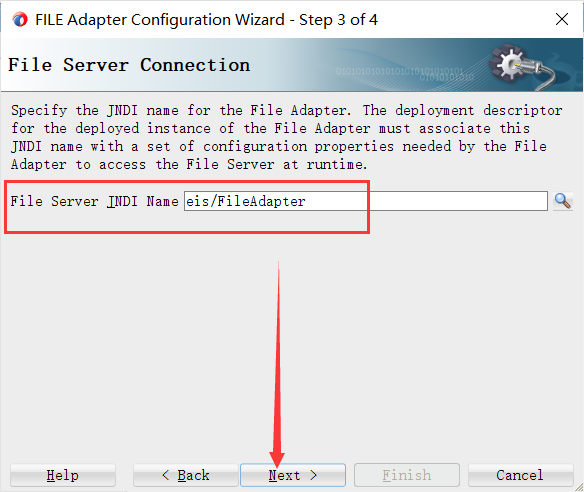 FILE Adapter Configuration Wizard - Step 3 of 4
File Server Connection
Specify the JNDI name for the File Adapter. The deployment descriptor
for the deployed instance of the File Adapter must associate this
JNDI name with a set of configuration properties needed by the File
Adapter to access the File Server at runtime.
File Server JNDI Name eis/FileAdapter
Help < Back Next > Finish Cancel